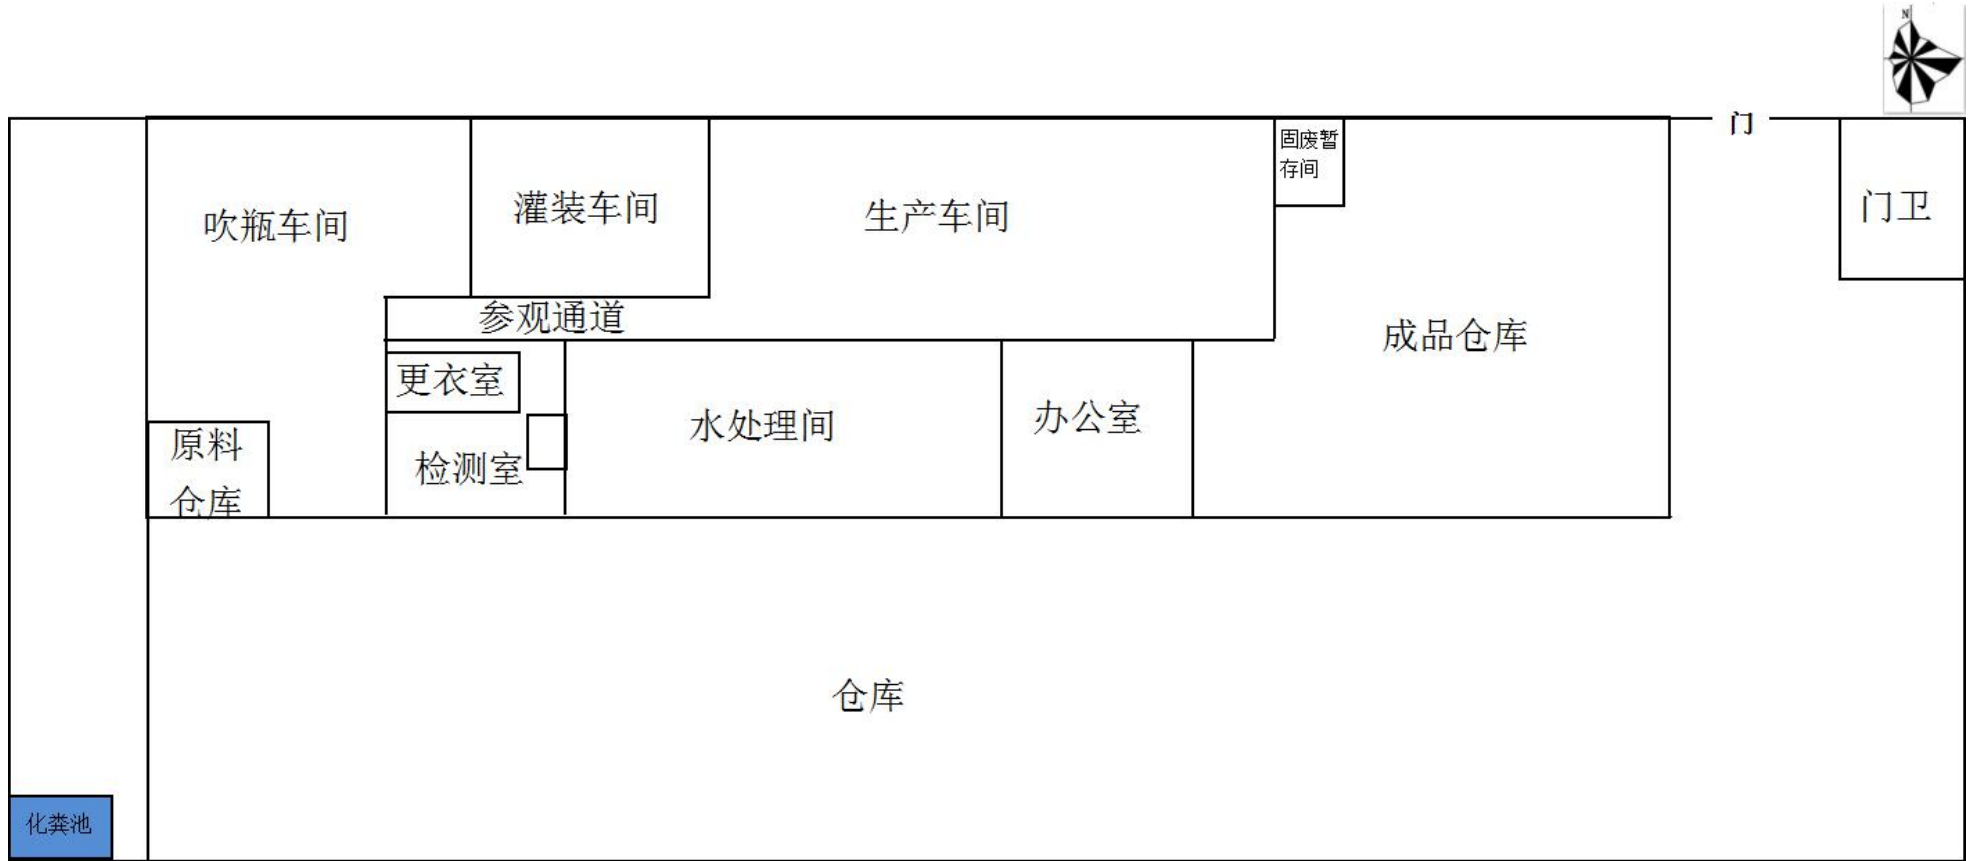 N
门
固废暂
存间
吹瓶车间
灌装车间
生产车间
门卫
参观通道
成品仓库
更衣室
水处理间
办公室
原料
仓库
检测室
仓库
化粪池